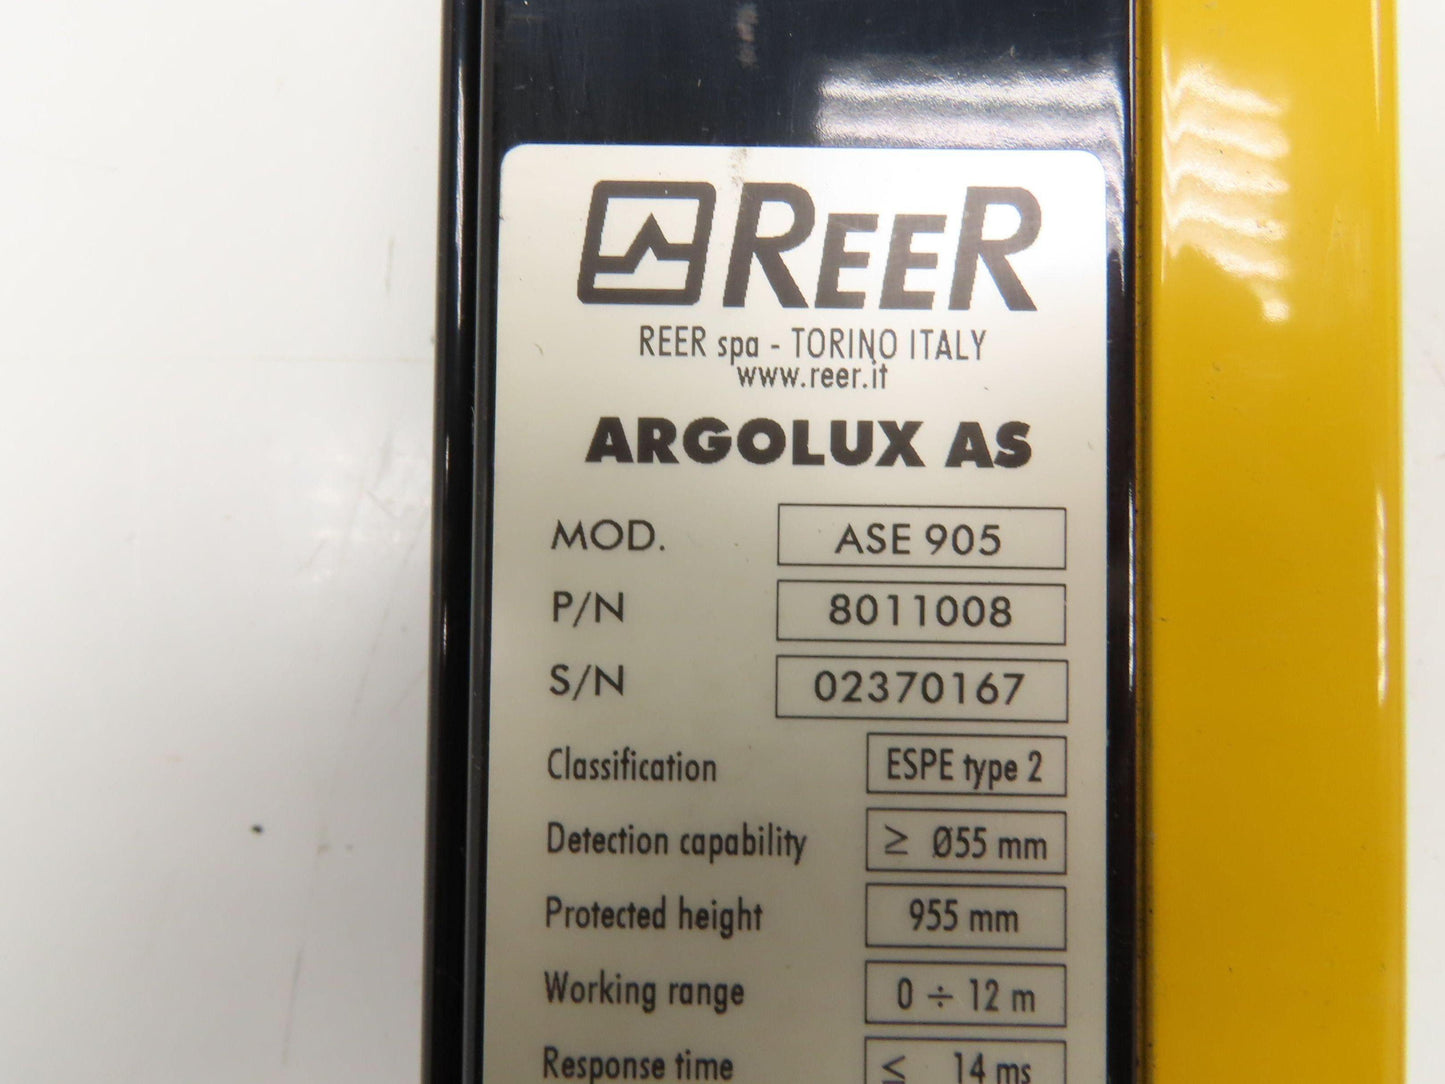 REER
REER spa - TORINO ITALY
www.reer.it
ARGOLUX AS
MOD. ASE 905
P/N 8011008
S/N 02370167
Classification ESPE type 2
Detection capability ≥ Ø55 mm
Protected height 955 mm
Working range 0 ÷ 12 m
Response time ≤ 14 ms